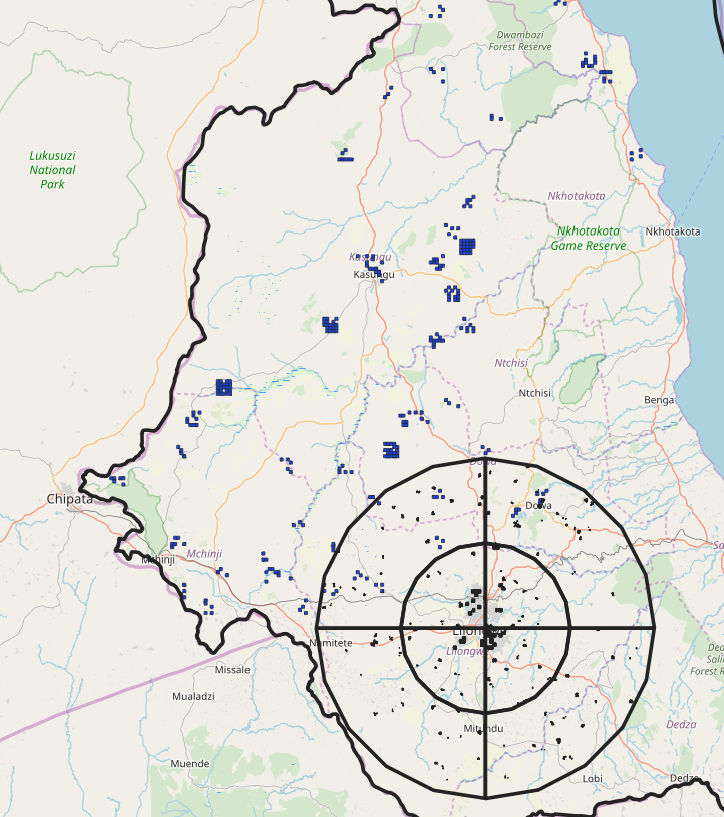 Dwambazi
Forest Reserve
Lukusuzi
National
Park
Nkhotakota
Nkhotakota
Game Reserve
Nkhotakota
Kasungu
Kasungu
Ntchisi
Ntchisi
Benga
Dowa
Chipata
Dowa
Mchinji
Mchinji
Lilongwe
Lilongwe
Namitete
Missale
Mualadzi
Mitundu
Dedza
Muende
Lobi
Dedza